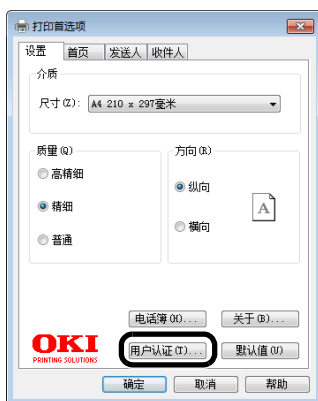 打印首选项
设置 首页 发送人 收件人
介质
尺寸(Z): A4 210 x 297毫米
质量(Q)
高精细
精细
普通
方向(R)
纵向
横向
A
电话簿(H)... 关于(B)...
OKI
PRINTING SOLUTIONS
用户认证(T)... 默认值(V)
确定 取消 帮助